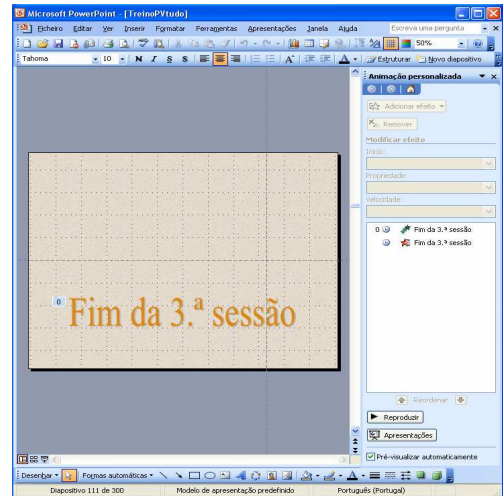 Microsoft PowerPoint - [TreinoPVtudo]
Ficheiro Editar Ver Inserir Formatar Ferramentas Apresentações Janela Ajuda Escreva uma pergunta
50%
Tahoma 10 N I S S Estruturar Novo diapositivo
Animação personalizada
Adicionar efeito
Remover
Modificar efeito
Início:
Propriedade:
Velocidade:
0 Fim da 3.ª sessão
Fim da 3.ª sessão
0
Fim da 3.ª sessão
Reordenar
Reproduzir
Apresentações
Pré-visualizar automaticamente
Desenhar Formas automáticas
Diapositivo 111 de 300 Modelo de apresentação predefinido Português (Portugal)